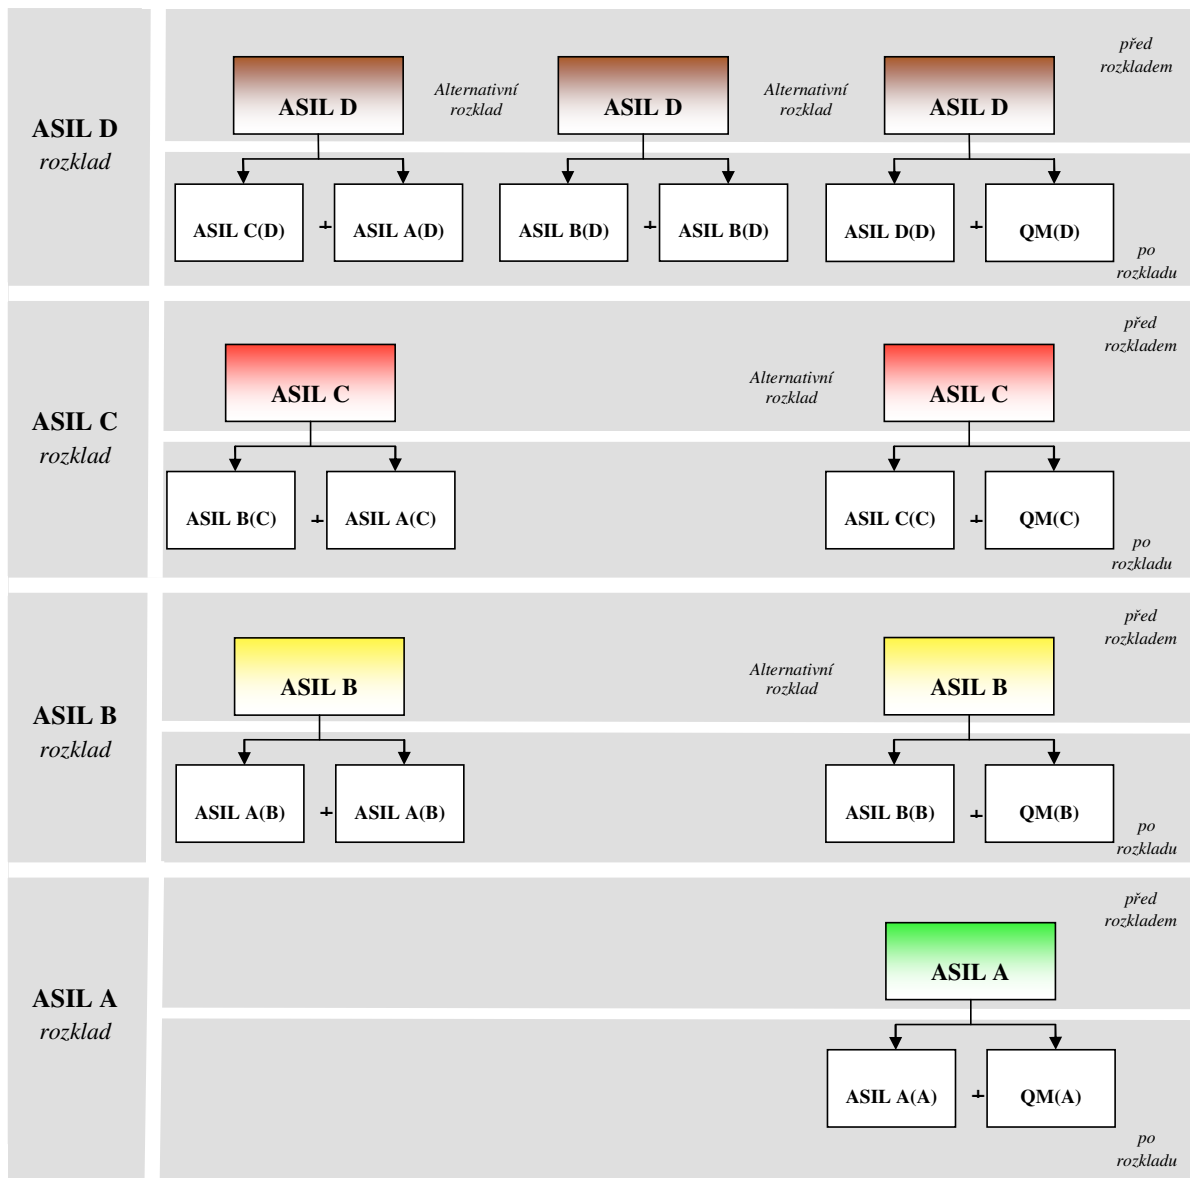 ASIL D
rozklad
před
rozkladem
ASIL D
Alternativní
rozklad
ASIL D
Alternativní
rozklad
ASIL D
ASIL C(D)
+
ASIL A(D)
ASIL B(D)
+
ASIL B(D)
ASIL D(D)
+
QM(D)
po
rozkladu
ASIL C
rozklad
před
rozkladem
ASIL C
Alternativní
rozklad
ASIL C
ASIL B(C)
+
ASIL A(C)
ASIL C(C)
+
QM(C)
po
rozkladu
ASIL B
rozklad
před
rozkladem
ASIL B
Alternativní
rozklad
ASIL B
ASIL A(B)
+
ASIL A(B)
ASIL B(B)
+
QM(B)
po
rozkladu
ASIL A
rozklad
před
rozkladem
ASIL A
ASIL A(A)
+
QM(A)
po
rozkladu